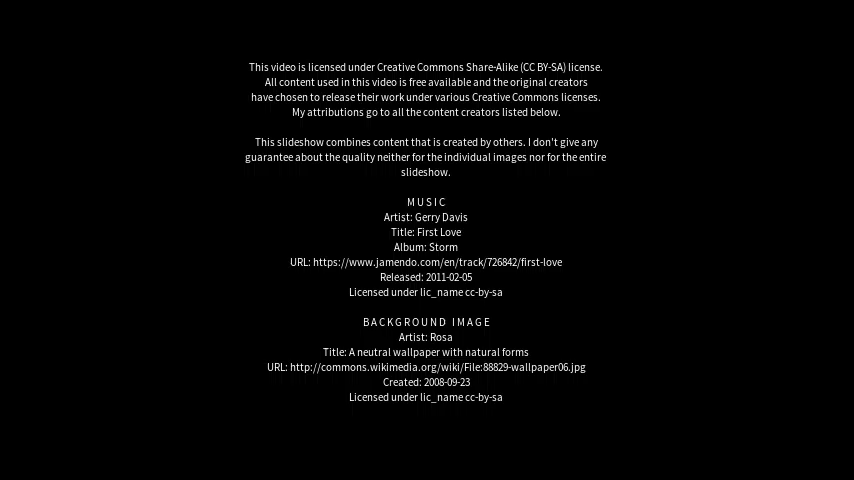 This video is licensed under Creative Commons Share-Alike (CC BY-SA) license.
All content used in this video is free available and the original creators
have chosen to release their work under various Creative Commons licenses.
My attributions go to all the content creators listed below.
This slideshow combines content that is created by others. I don't give any
guarantee about the quality neither for the individual images nor for the entire
slideshow.
MUSIC
Artist: Gerry Davis
Title: First Love
Album: Storm
URL: https://www.jamendo.com/en/track/726842/first-love
Released: 2011-02-05
Licensed under lic_name cc-by-sa
BACKGROUND IMAGE
Artist: Rosa
Title: A neutral wallpaper with natural forms
URL: http://commons.wikimedia.org/wiki/File:88829-wallpaper06.jpg
Created: 2008-09-23
Licensed under lic_name cc-by-sa